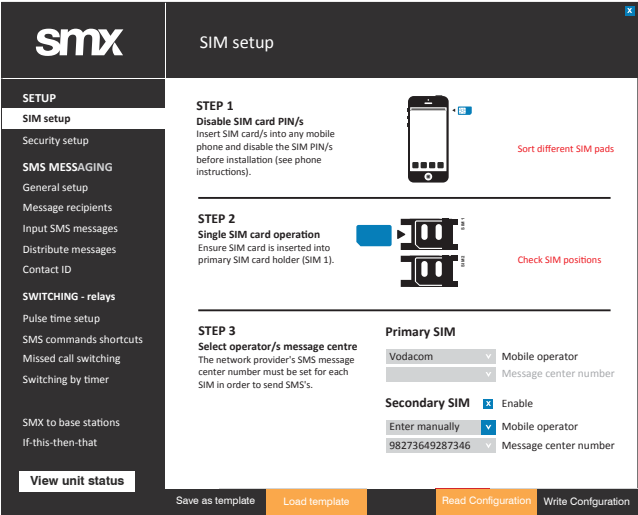 smx
SIM setup
x
SETUP
SIM setup
Security setup
SMS MESSAGING
General setup
Message recipients
Input SMS messages
Distribute messages
Contact ID
SWITCHING - relays
Pulse time setup
SMS commands shortcuts
Missed call switching
Switching by timer
SMX to base stations
If-this-then-that
View unit status
STEP 1
Disable SIM card PIN/s
Insert SIM card/s into any mobile
phone and disable the SIM PIN/s
before installation (see phone
instructions).
Sort different SIM pads
STEP 2
Single SIM card operation
Ensure SIM card is inserted into
primary SIM card holder (SIM 1).
SIM 1
SIM2
Check SIM positions
STEP 3
Select operator/s message centre
The network provider's SMS message
center number must be set for each
SIM in order to send SMS's.
Primary SIM
Vodacom v Mobile operator
v Message center number
Secondary SIM x Enable
Enter manually v Mobile operator
98273649287346 v Message center number
Save as template
Load template
Read Configuration
Write Confguration